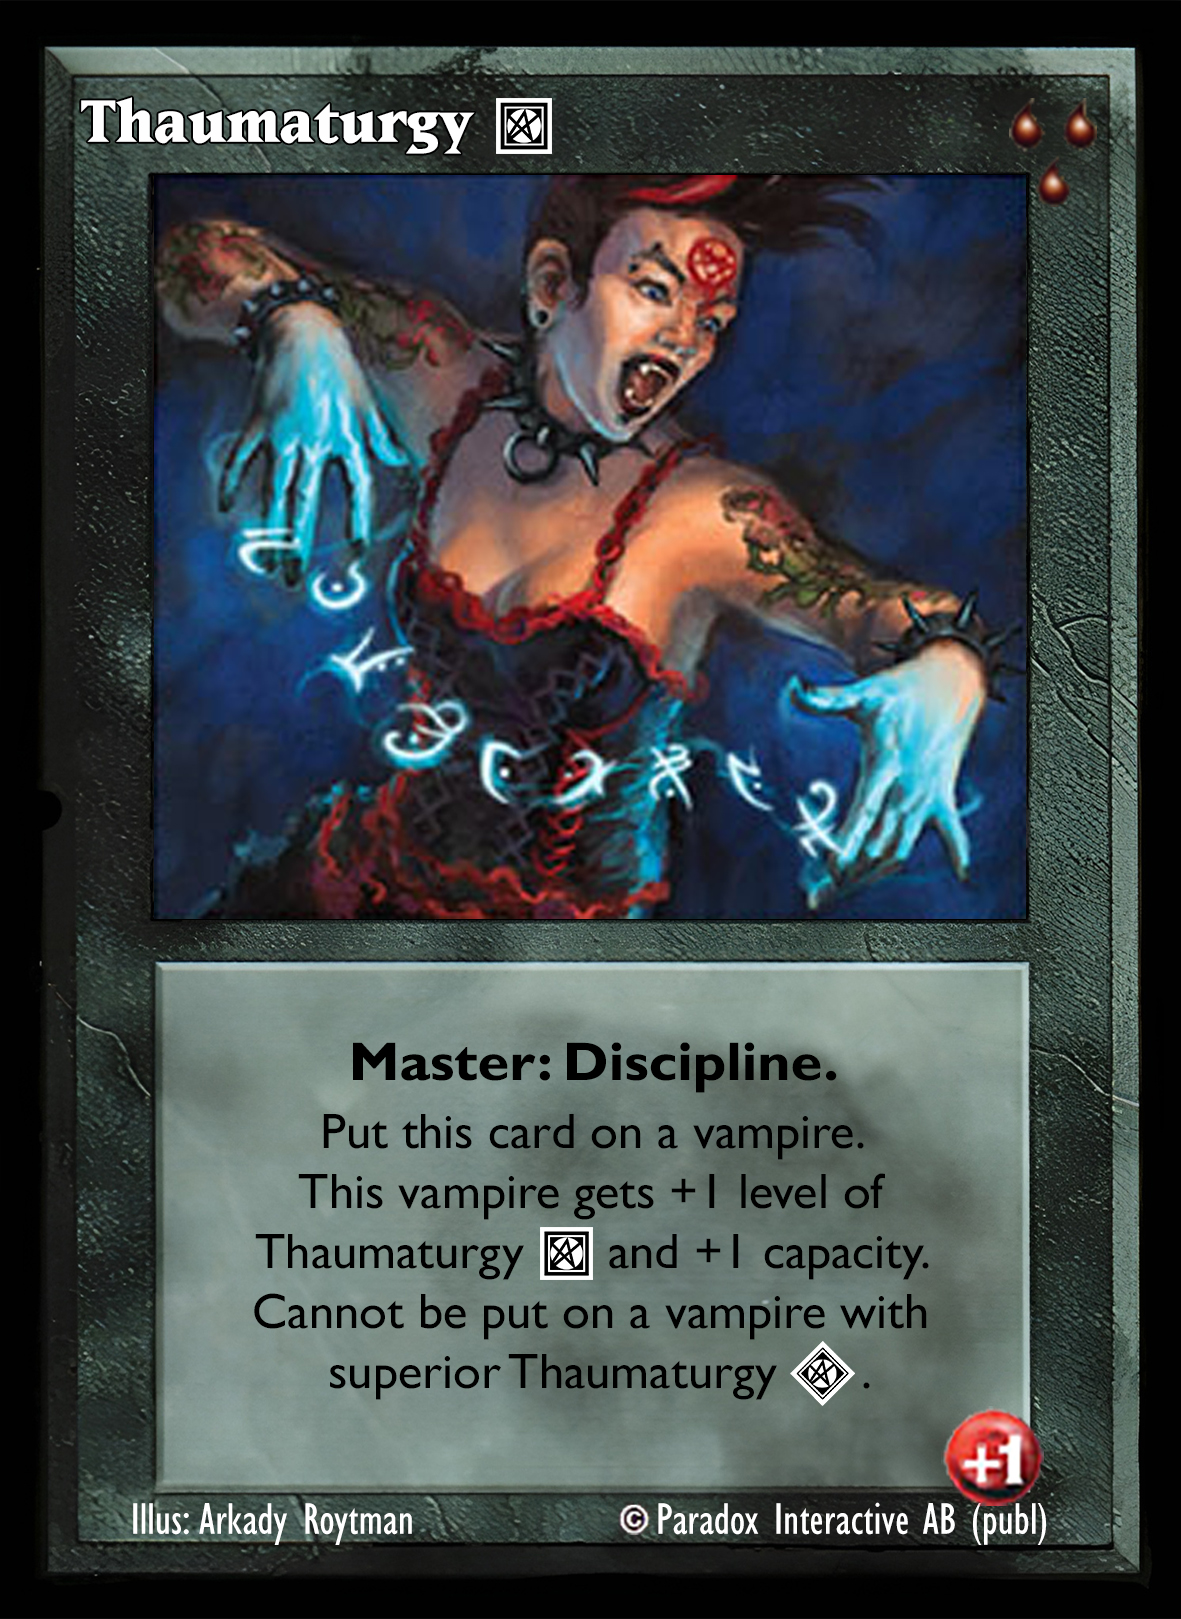 Thaumaturgy
Master: Discipline.
Put this card on a vampire.
This vampire gets +1 level of
Thaumaturgy and +1 capacity.
Cannot be put on a vampire with
superior Thaumaturgy .
+1
Illus: Arkady Roytman © Paradox Interactive AB (publ)